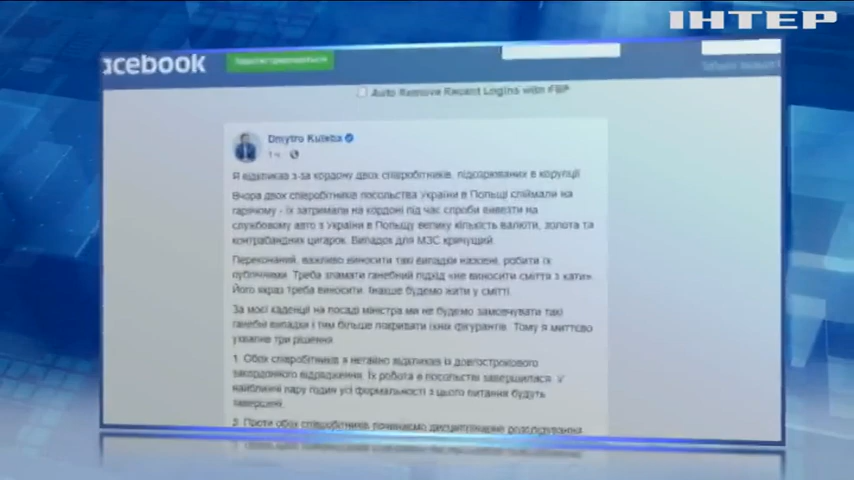 ІНТЕР
acebook
Зареєструватися
Auto Remove Recent Logins with FBP
Dmytro Kuleba
Я відкликав з-за кордону двох співробітників, підозрюваних в корупції
Вчора двох співробітників посольства України в Польщі спіймали на
гарячому - їх затримали на кордоні під час спроби вивезти на
службовому авто з України в Польщу велику кількість валюти, золота та
контрабандних цигарок. Випадок для МЗС кричущий.
Переконаний, важливо виносити такі випадки назовні, робити їх
публічними. Треба зламати ганебний підхід «не виносити сміття з хати».
Його якраз треба виносити. Інакше будемо жити у смітті.
За моєї каденції на посаді міністра ми не будемо замовчувати такі
ганебні випадки і тим більше покривати їхніх фігурантів. Тому я миттєво
ухвалив три рішення
1. Обох співробітників я негайно відкликав із довгострокового
закордонного відрядження. Їх робота в посольстві завершилася. У
найближчі пару годин усі формальності з цього питання будуть
завершені.
2. Проти обох співробітників починаємо дисциплінарне розслідування